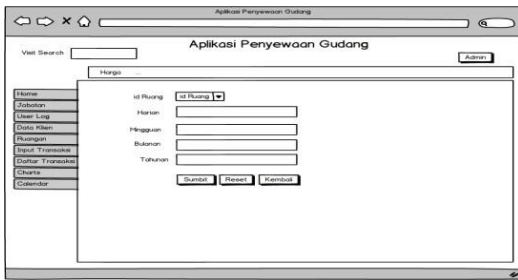 Aplikasi Penyewaan Gudang
Aplikasi Penyewaan Gudang
Visit Search
Admin
Harga ...
Home
Jabatan
User Log
Data Klien
Ruangan
Input Transaksi
Daftar Transaksi
Charts
Calendar
id Ruang id Ruang
Harian
Mingguan
Bulanan
Tahunan
Sumbit Reset Kembali